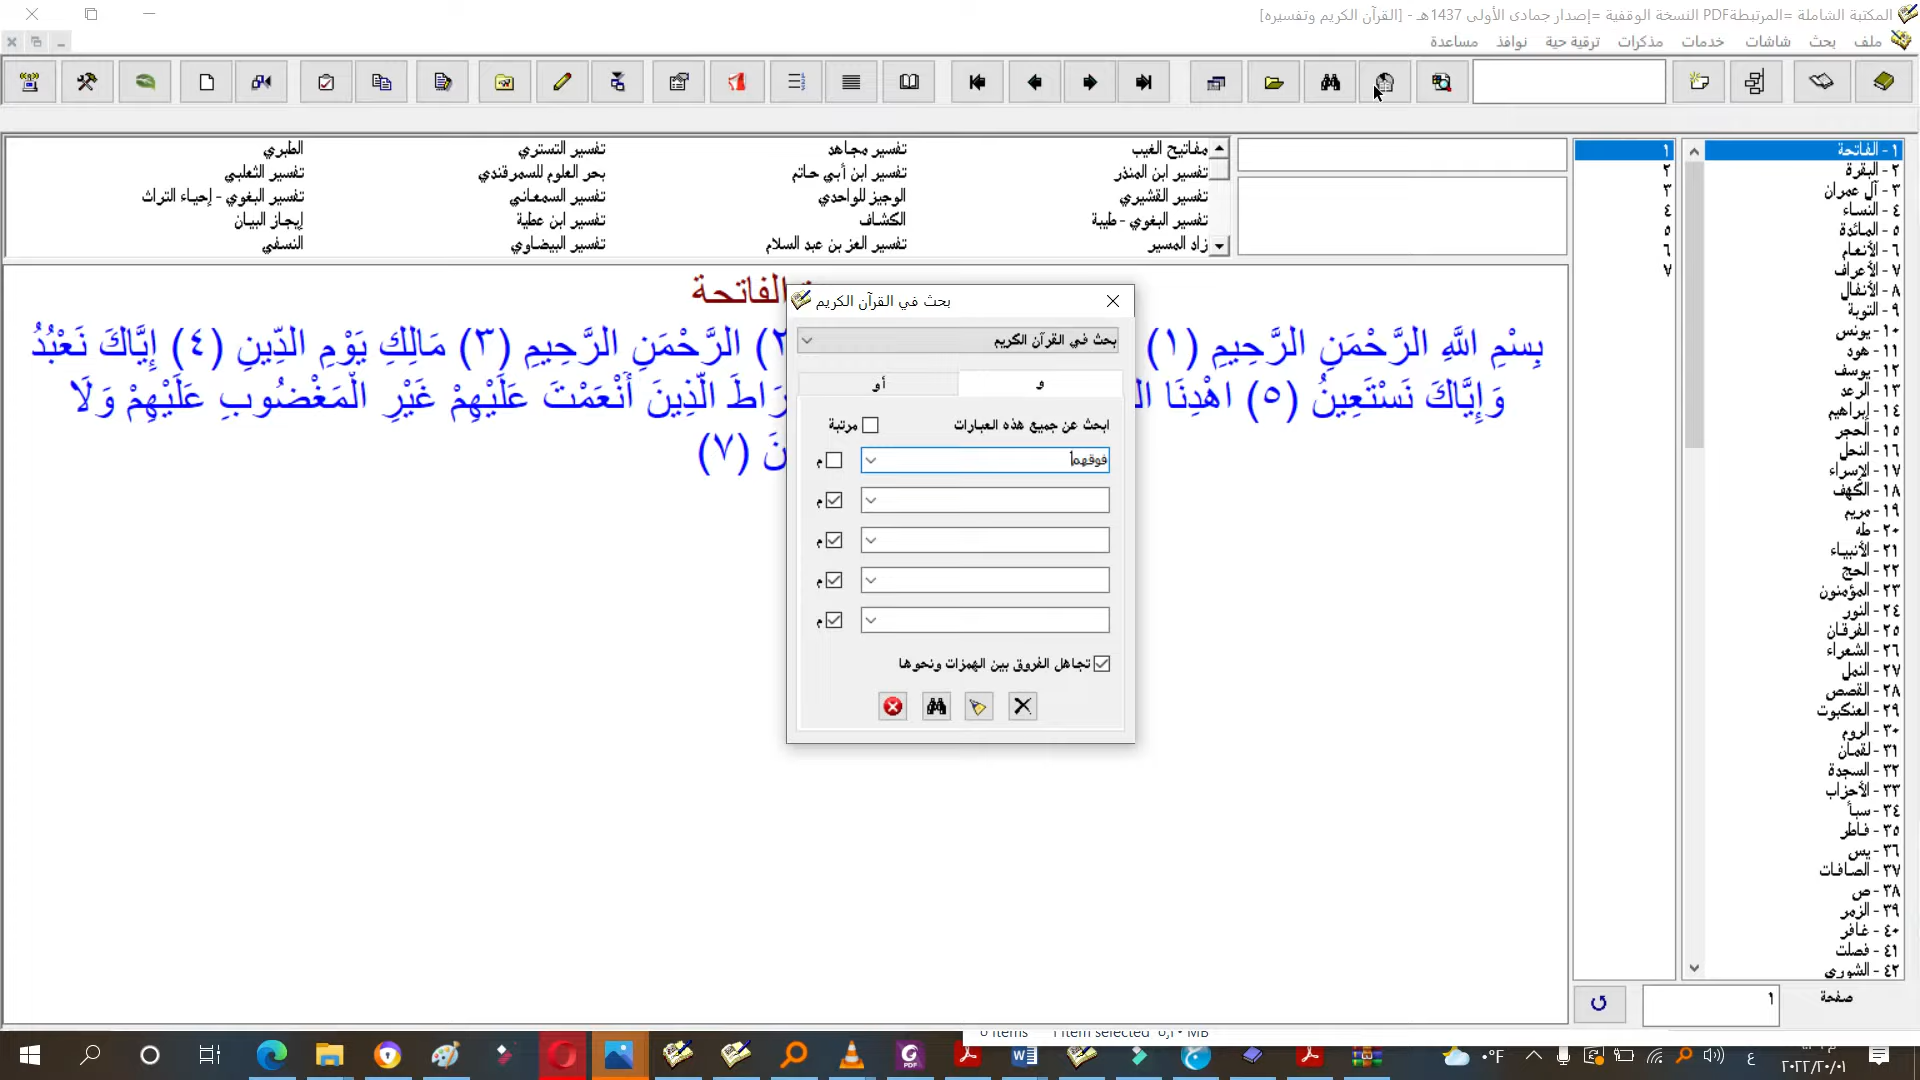 المكتبة الشاملة =المرتبطةPDF النسخة الوقفية =إصدار جمادى الأولى 1437هـ - [القرآن الكريم وتفسيره]
ملف بحث شاشات خدمات مذكرات ترقية حية نوافذ مساعدة
مفاتيح الغيب تفسير مجاهد تفسير التستري الطبري
تفسير ابن المنذر تفسير ابن أبي حاتم بحر العلوم للسمرقندي تفسير الثعلبي
تفسير القشيري الوجيز للواحدي تفسير السمعاني تفسير البغوي - إحياء التراث
تفسير البغوي - طيبة الكشاف تفسير ابن عطية إيجاز البيان
زاد المسير تفسير العز بن عبد السلام تفسير البيضاوي النسفي
١
٢
٣
٤
٥
٦
٧
١ - الفاتحة
٢ - البقرة
٣ - آل عمران
٤ - النساء
٥ - المائدة
٦ - الأنعام
٧ - الأعراف
٨ - الأنفال
٩ - التوبة
١٠ - يونس
١١ - هود
١٢ - يوسف
١٣ - الرعد
١٤ - إبراهيم
١٥ - الحجر
١٦ - النحل
١٧ - الإسراء
١٨ - الكهف
١٩ - مريم
٢٠ - طه
٢١ - الأنبياء
٢٢ - الحج
٢٣ - المؤمنون
٢٤ - النور
٢٥ - الفرقان
٢٦ - الشعراء
٢٧ - النمل
٢٨ - القصص
٢٩ - العنكبوت
٣٠ - الروم
٣١ - لقمان
٣٢ - السجدة
٣٣ - الأحزاب
٣٤ - سبأ
٣٥ - فاطر
٣٦ - يس
٣٧ - الصافات
٣٨ - ص
٣٩ - الزمر
٤٠ - غافر
٤١ - فصلت
٤٢ - الشورى
صفحة ١
الفاتحة
بِسْمِ اللَّهِ الرَّحْمَنِ الرَّحِيمِ (١) الرَّحْمَنِ الرَّحِيمِ (٣) مَالِكِ يَوْمِ الدِّينِ (٤) إِيَّاكَ نَعْبُدُ
وَإِيَّاكَ نَسْتَعِينُ (٥) اهْدِنَا رَاطَ الَّذِينَ أَنْعَمْتَ عَلَيْهِمْ غَيْرِ الْمَغْضُوبِ عَلَيْهِمْ وَلَا
نَ (٧)
بحث في القرآن الكريم
بحث في القرآن الكريم
و أو
ابحث عن جميع هذه العبارات مرتبة
فوقهم م
م
م
م
م
تجاهل الفروق بين الهمزات ونحوها
1 item selected
°F
ع
٢٠٢٢/٢٠/٠١